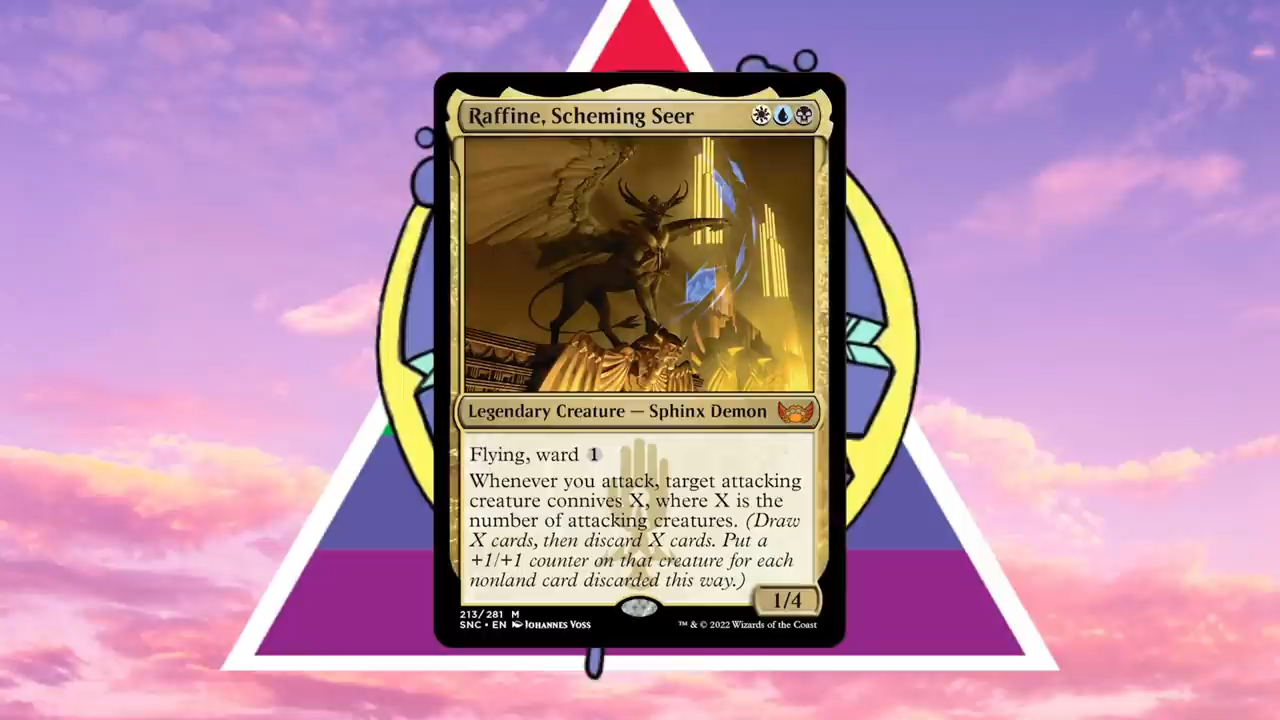 Raffine, Scheming Seer
Legendary Creature — Sphinx Demon
Flying, ward 1
Whenever you attack, target attacking
creature connives X, where X is the
number of attacking creatures. (Draw
X cards, then discard X cards. Put a
+1/+1 counter on that creature for each
nonland card discarded this way.)
1/4
213/281 M
SNC • EN Johannes Voss
™ & © 2022 Wizards of the Coast